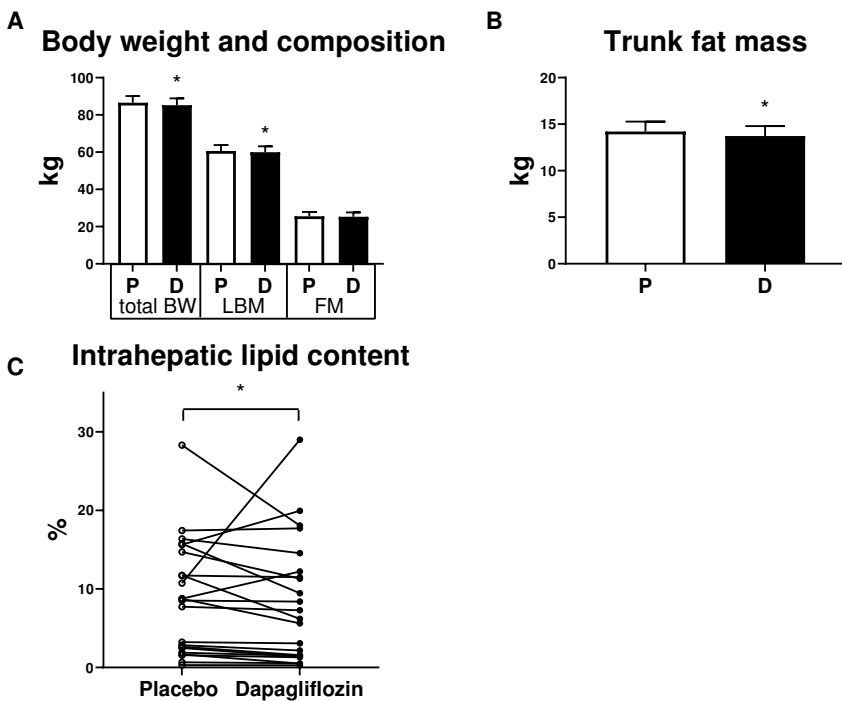 A
Body weight and composition
kg
100
80
60
40
20
0
*
*
P D P D P D
total BW LBM FM
B
Trunk fat mass
kg
20
15
10
5
0
*
P D
C
Intrahepatic lipid content
*
%
30
20
10
0
Placebo Dapagliflozin